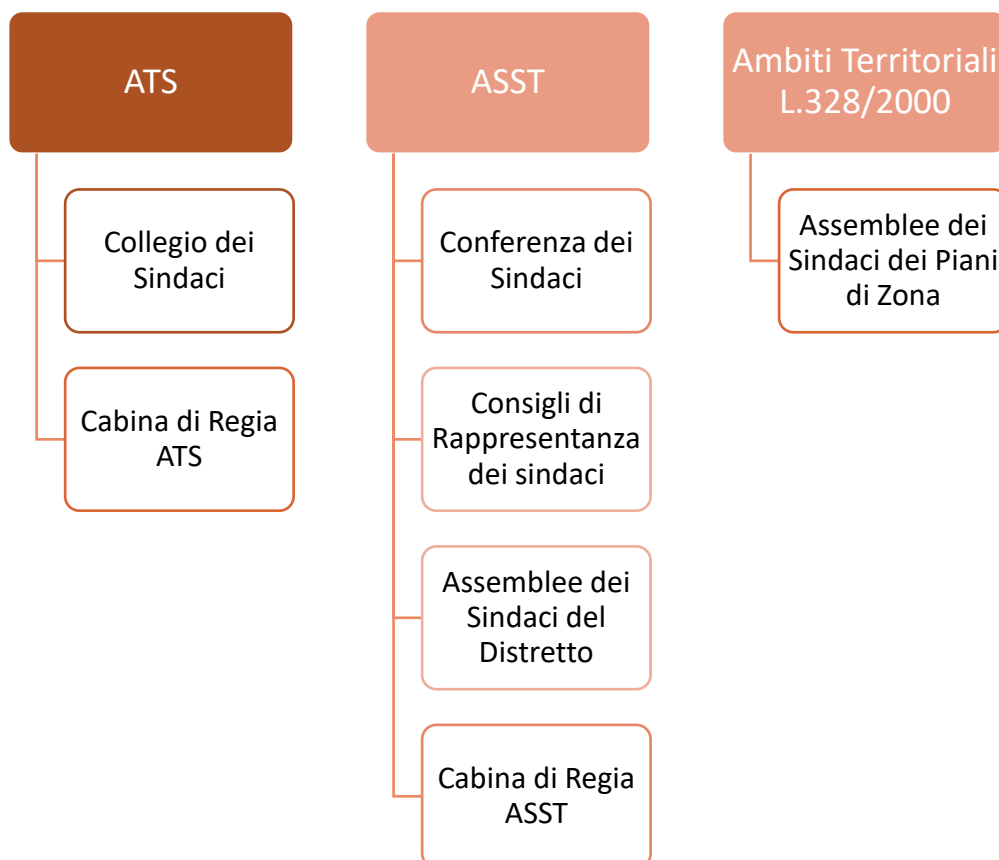 ATS
Collegio dei
Sindaci
Cabina di Regia
ATS
ASST
Conferenza dei
Sindaci
Consigli di
Rappresentanza
dei sindaci
Assemblee dei
Sindaci del
Distretto
Cabina di Regia
ASST
Ambiti Territoriali
L.328/2000
Assemblee dei
Sindaci dei Piani
di Zona